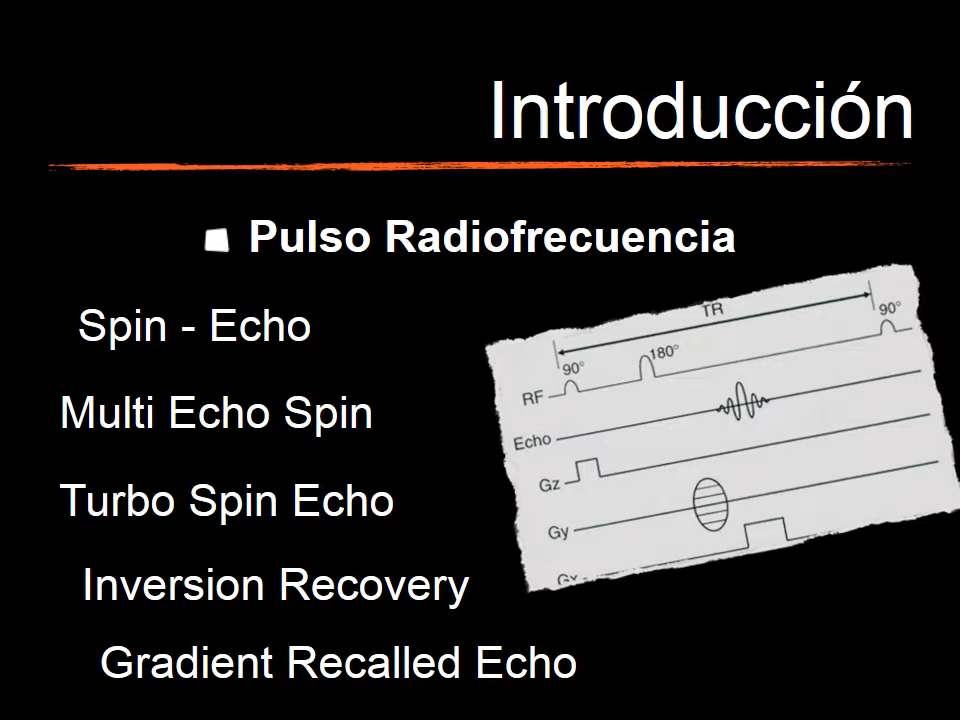 Introducción
Pulso Radiofrecuencia
Spin - Echo
Multi Echo Spin
Turbo Spin Echo
Inversion Recovery
Gradient Recalled Echo
TR
90°
180°
90°
RF
Echo
Gz
Gy
Gx